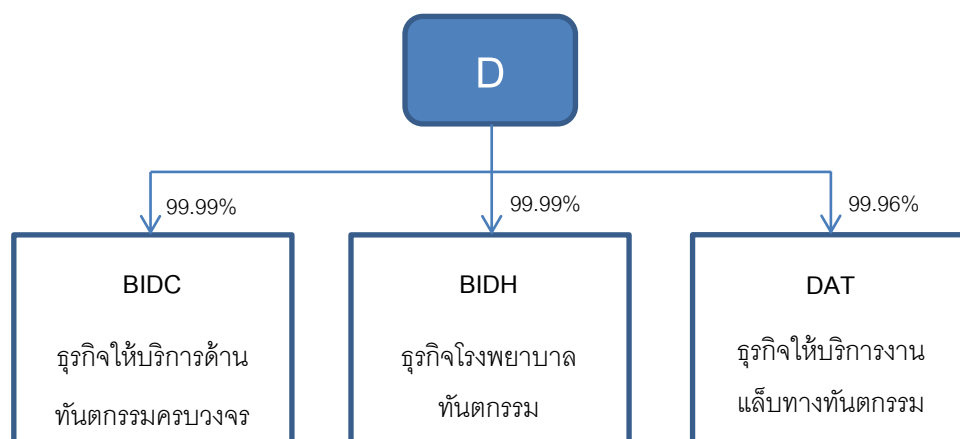 D
99.99%
99.99%
99.96%
BIDC
ธุรกิจให้บริการด้าน
ทันตกรรมครบวงจร
BIDH
ธุรกิจโรงพยาบาล
ทันตกรรม
DAT
ธุรกิจให้บริการงาน
แล็บทางทันตกรรม